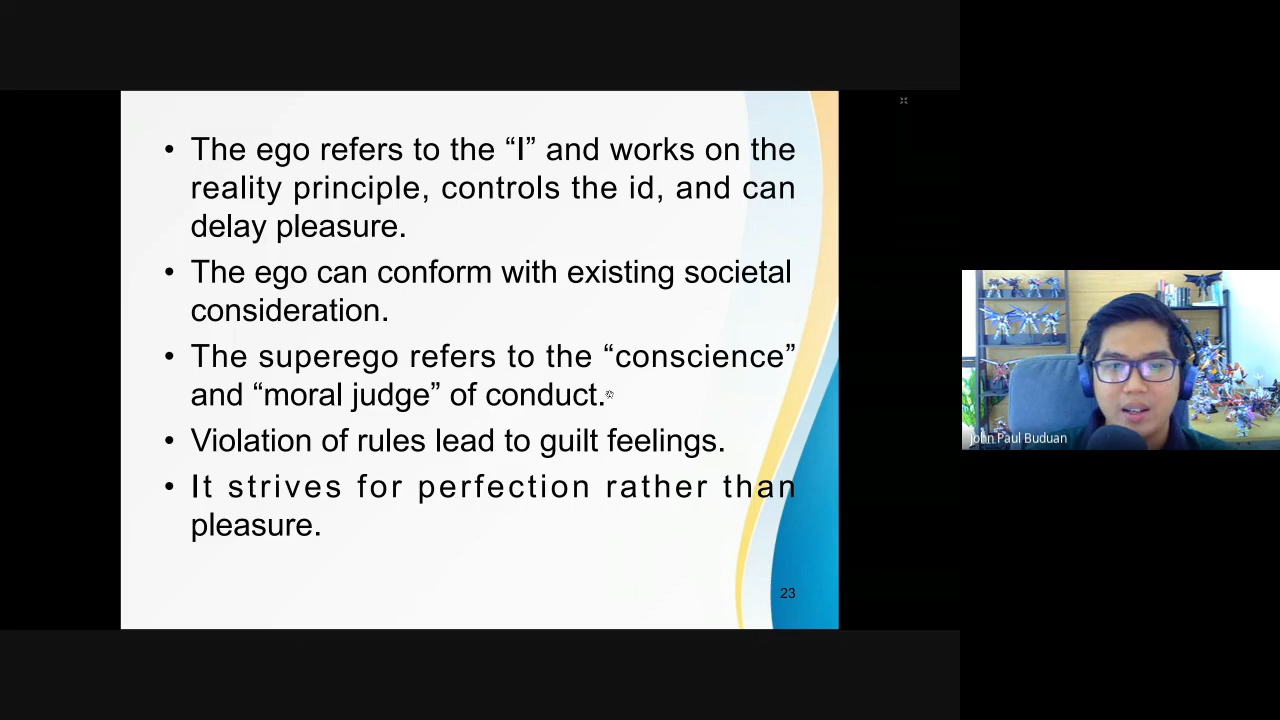 • The ego refers to the “I” and works on the
reality principle, controls the id, and can
delay pleasure.
• The ego can conform with existing societal
consideration.
• The superego refers to the “conscience”
and “moral judge” of conduct.
• Violation of rules lead to guilt feelings.
• It strives for perfection rather than
pleasure.
23
John Paul Buduan